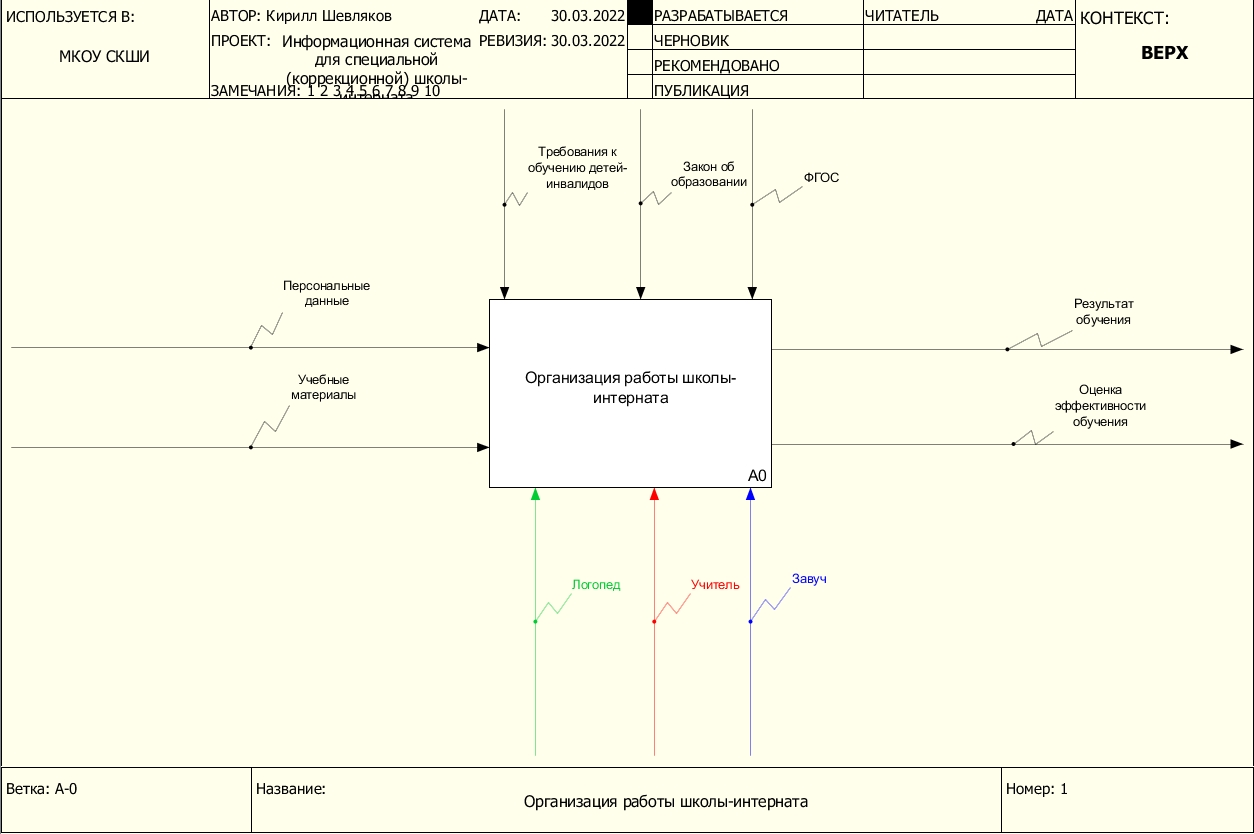 ИСПОЛЬЗУЕТСЯ В:
МКОУ СКШИ
АВТОР: Кирилл Шевляков
ДАТА: 30.03.2022
ПРОЕКТ: Информационная система
для специальной
(коррекционной) школы-
интерната
РЕВИЗИЯ: 30.03.2022
ЗАМЕЧАНИЯ: 1 2 3 4 5 6 7 8 9 10
РАЗРАБАТЫВАЕТСЯ
ЧЕРНОВИК
РЕКОМЕНДОВАНО
ПУБЛИКАЦИЯ
ЧИТАТЕЛЬ
ДАТА
КОНТЕКСТ:
ВЕРХ
Требования к
обучению детей-
инвалидов
Закон об
образовании
ФГОС
Персональные
данные
Учебные
материалы
Организация работы школы-
интерната
A0
Результат
обучения
Оценка
эффективности
обучения
Логопед
Учитель
Завуч
Ветка: A-0
Название:
Организация работы школы-интерната
Номер: 1